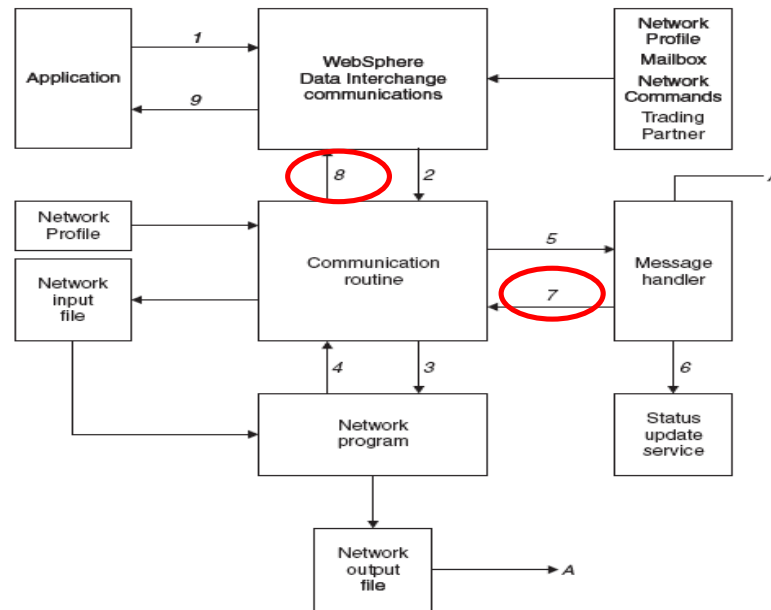 1
Application
9
WebSphere
Data Interchange
communications
Network
Profile
Mailbox
Network
Commands
Trading
Partner
8
2
Network
Profile
Network
input
file
Communication
routine
5
7
Message
handler
4
3
6
Network
program
Status
update
service
Network
output
file
A